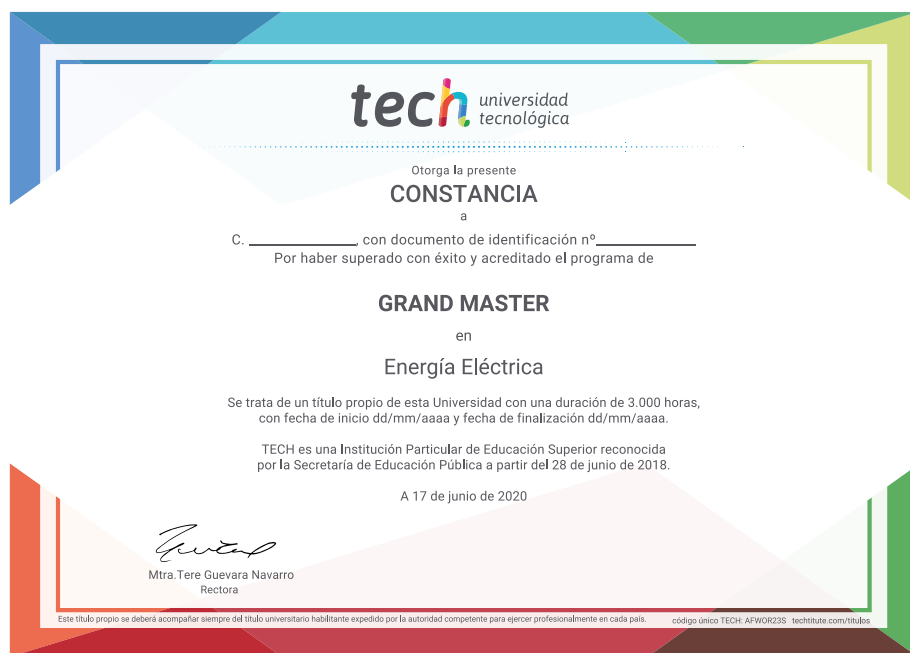 tech universidad
tecnológica
Otorga la presente
CONSTANCIA
a
C. ____________, con documento de identificación nº____________
Por haber superado con éxito y acreditado el programa de
GRAND MASTER
en
Energía Eléctrica
Se trata de un título propio de esta Universidad con una duración de 3.000 horas,
con fecha de inicio dd/mm/aaaa y fecha de finalización dd/mm/aaaa.
TECH es una Institución Particular de Educación Superior reconocida
por la Secretaría de Educación Pública a partir del 28 de junio de 2018.
A 17 de junio de 2020
Mtra.Tere Guevara Navarro
Rectora
Este título propio se deberá acompañar siempre del título universitario habilitante expedido por la autoridad competente para ejercer profesionalmente en cada país. código único TECH: AFWOR23S techtitute.com/titulos